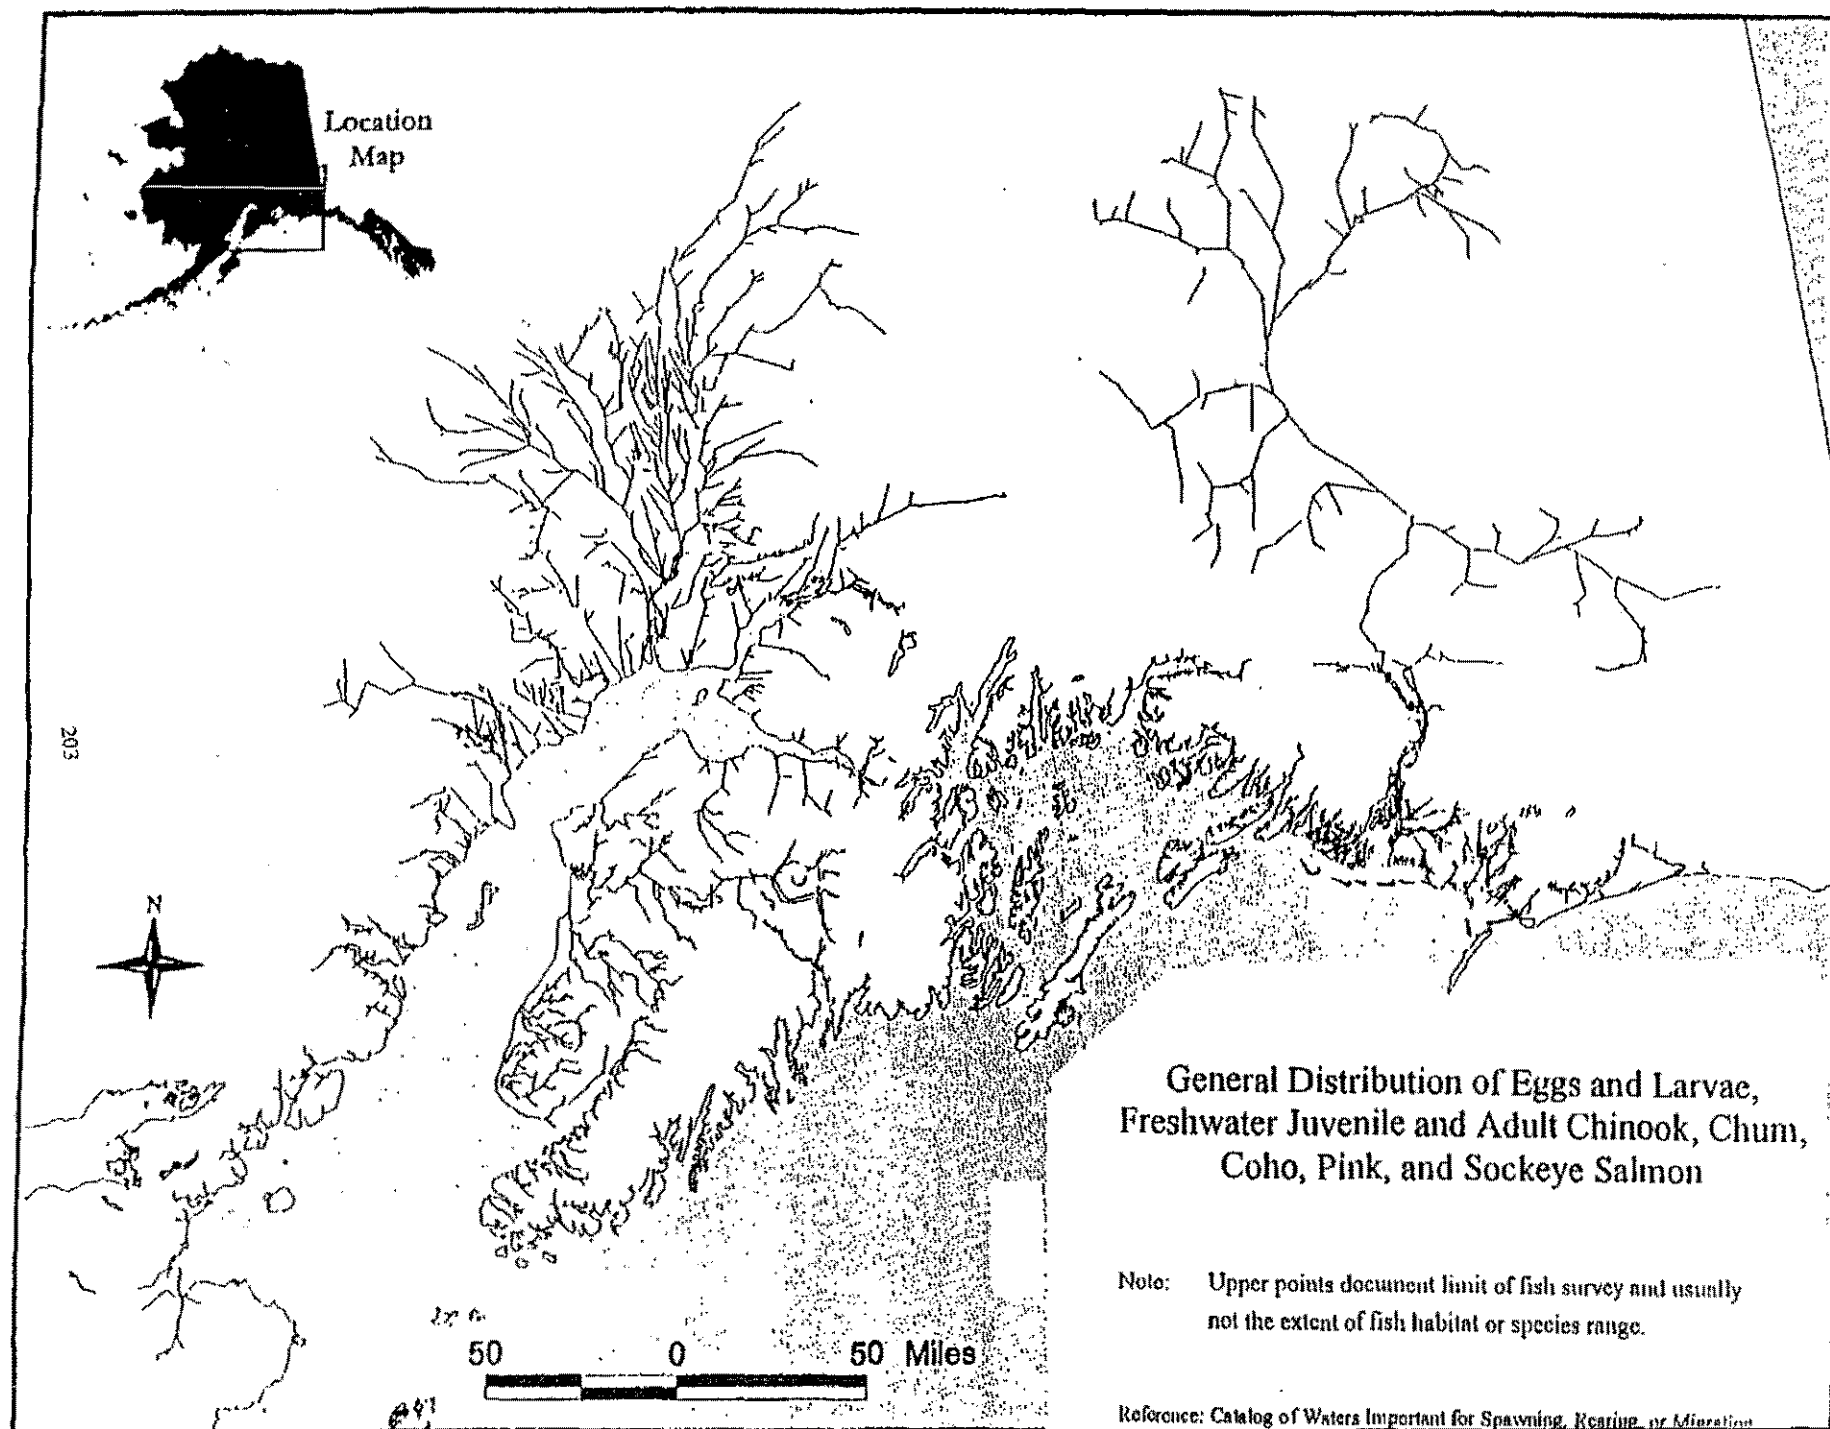 Location
Map
203
N
General Distribution of Eggs and Larvae,
Freshwater Juvenile and Adult Chinook, Chum,
Coho, Pink, and Sockeye Salmon
Note: Upper points document limit of fish survey and usually
not the extent of fish habitat or species range.
50 0 50 Miles
Reference: Catalog of Waters Important for Spawning, Rearing, or Migration